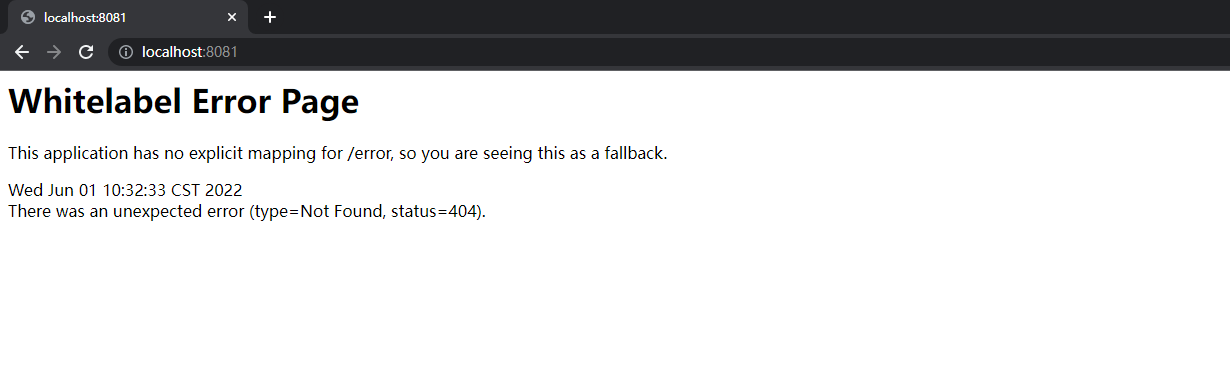 localhost:8081
localhost:8081
Whitelabel Error Page
This application has no explicit mapping for /error, so you are seeing this as a fallback.
Wed Jun 01 10:32:33 CST 2022
There was an unexpected error (type=Not Found, status=404).